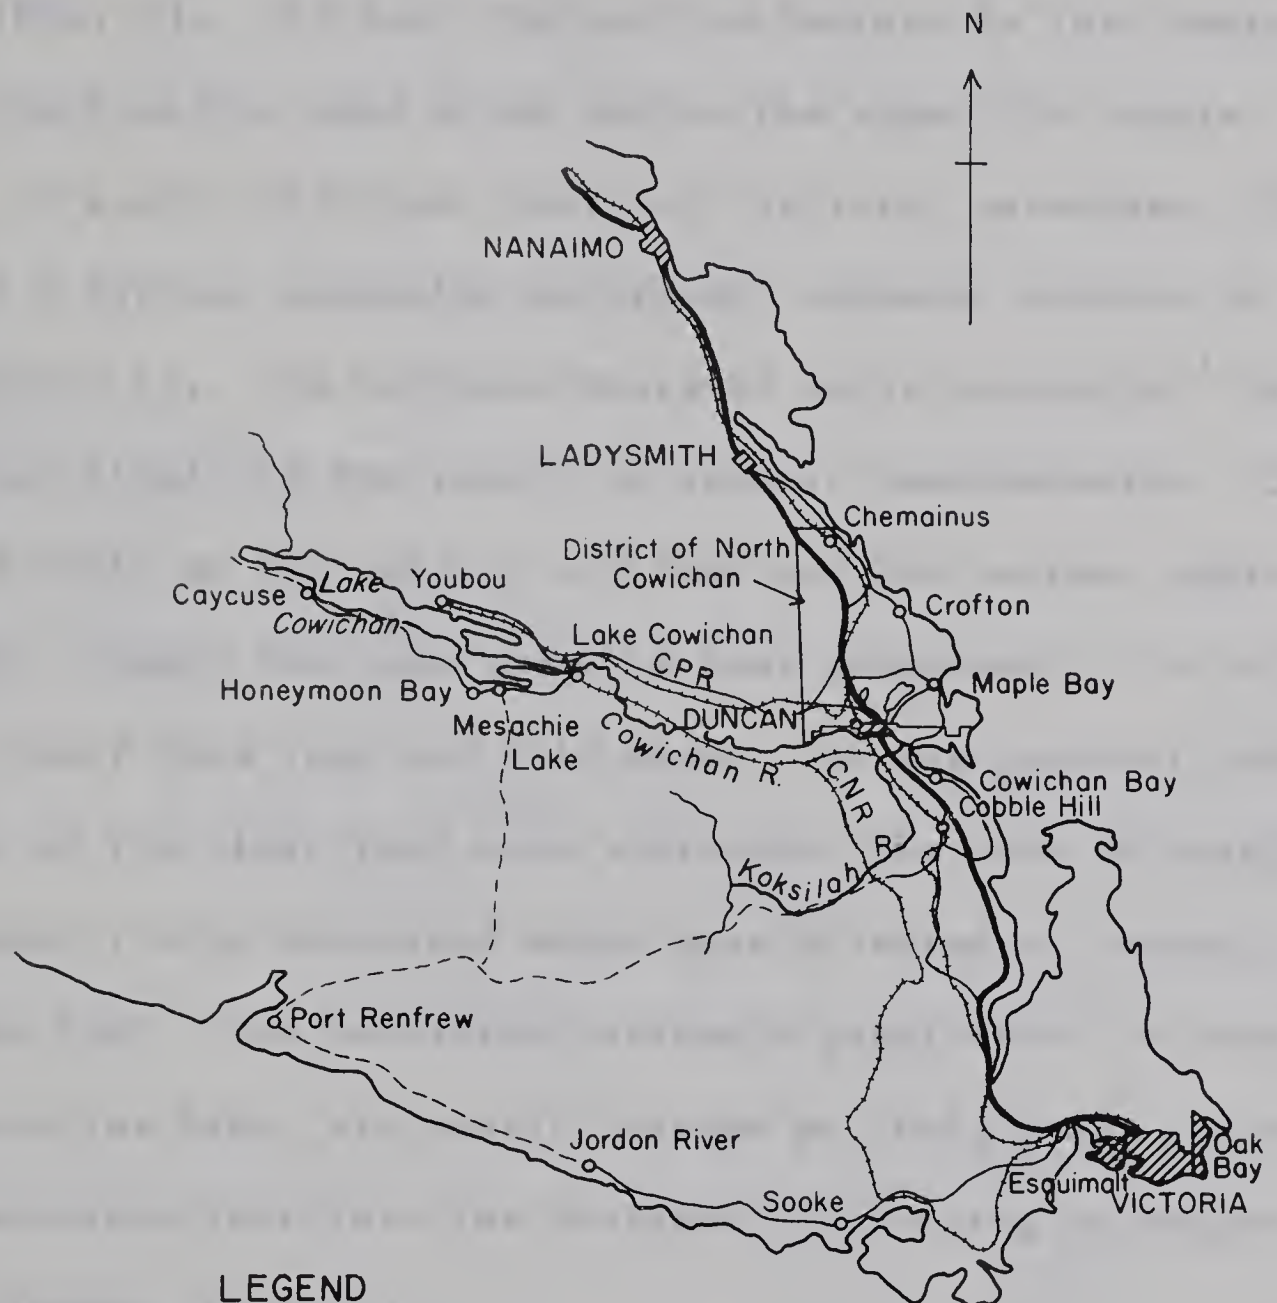 N
NANAIMO
LADYSMITH
Chemainus
District of North
Cowichan
Crofton
Caycuse
Lake
Youbou
Cowichan
Lake Cowichan
CPR
Maple Bay
Honeymoon Bay
Mesachie
Lake
DUNCAN
Cowichan R.
CNR
Cowichan Bay
Cobble Hill
Koksilah R.
Port Renfrew
Jordon River
Sooke
Esquimalt
Oak
Bay
VICTORIA
LEGEND